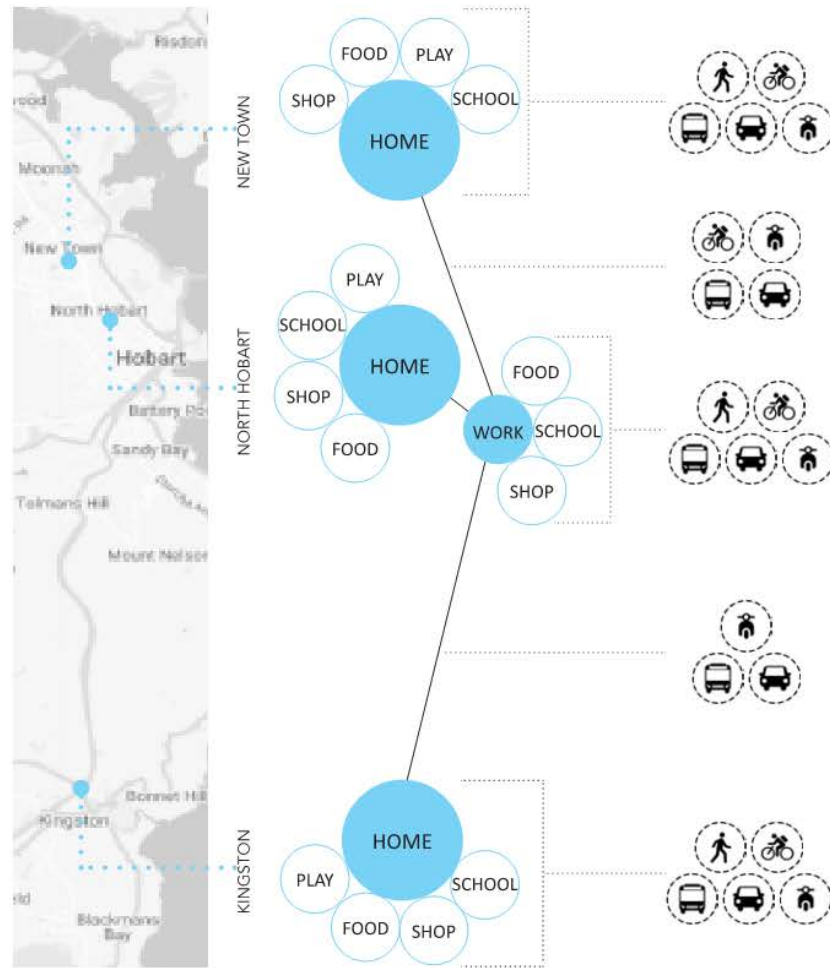 Risdon
Moonah
New Town
North Hobart
Hobart
Battery Po
Sandy Bay
Tolmans Hill
Mount Nelson
Bonnet Hill
Kingston
Blackmans
Bay
NEW TOWN
FOOD
PLAY
SHOP
SCHOOL
HOME
NORTH HOBART
PLAY
SCHOOL
HOME
SHOP
FOOD
FOOD
WORK
SCHOOL
SHOP
KINGSTON
HOME
PLAY
SCHOOL
FOOD
SHOP